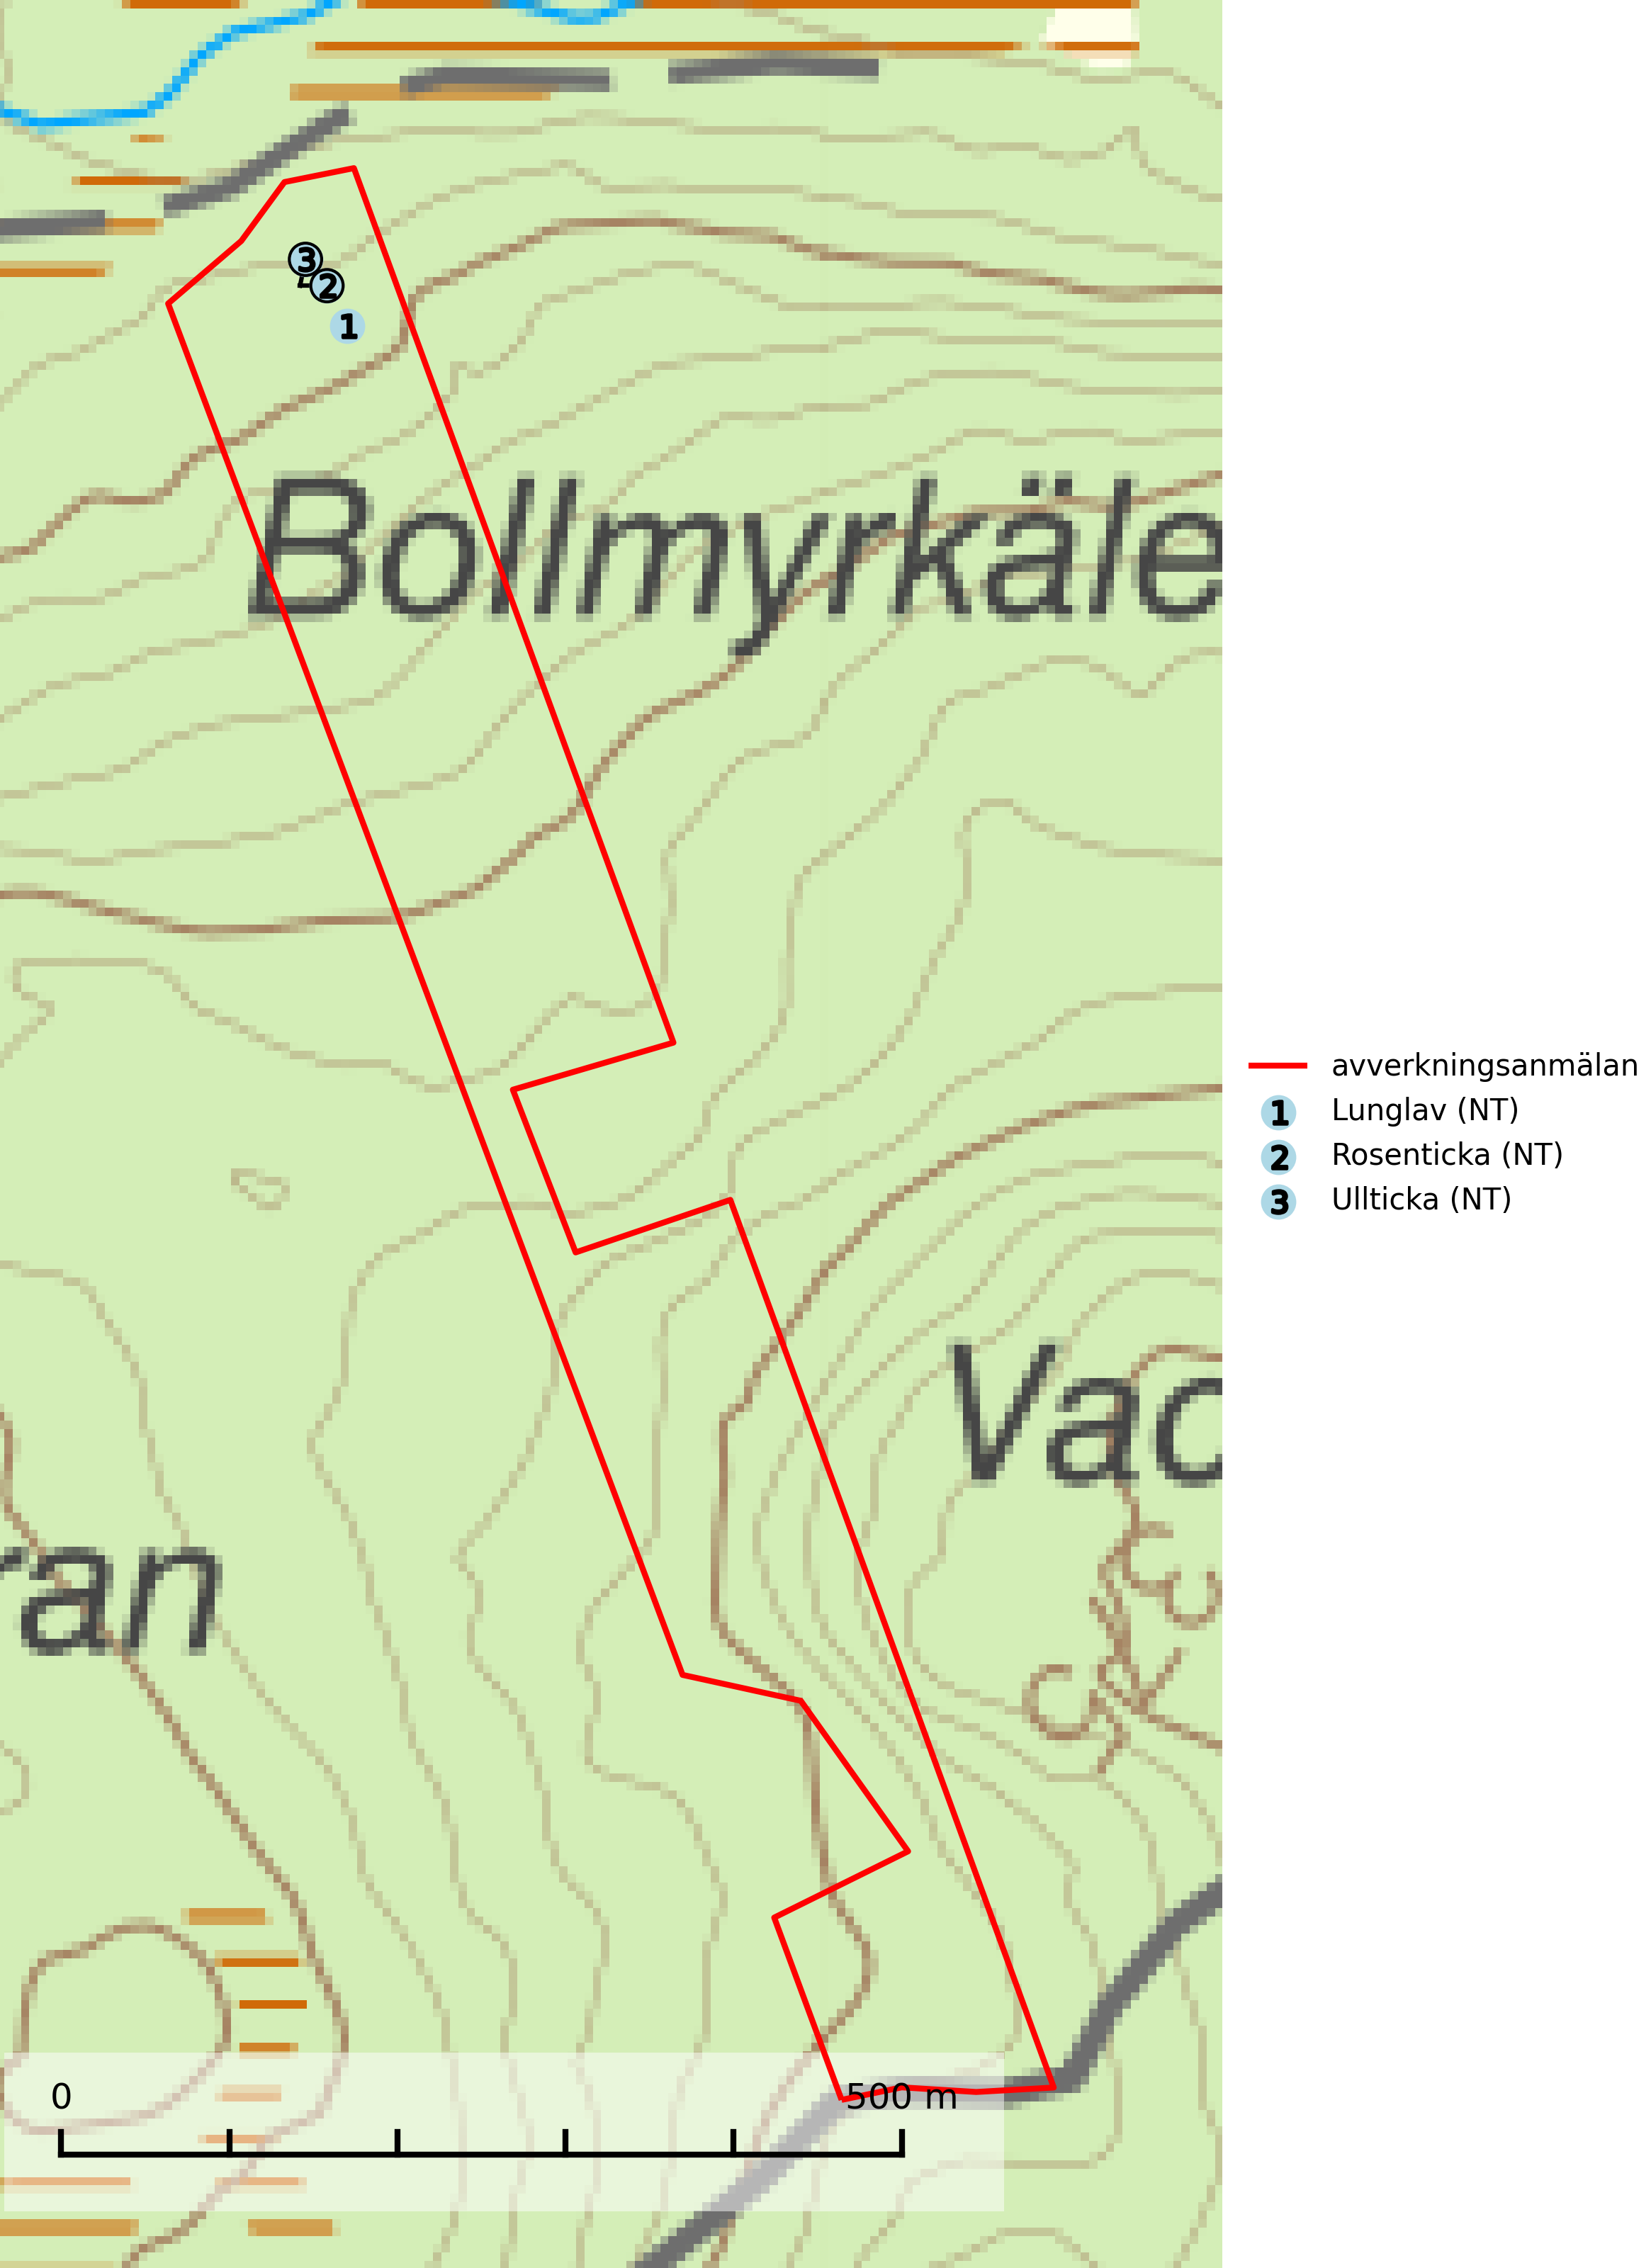 3
2
1
Bollmyrkäle
avverkningsanmälan
1 Lunglav (NT)
2 Rosenticka (NT)
3 Ullticka (NT)
Vac
ran
0 500 m